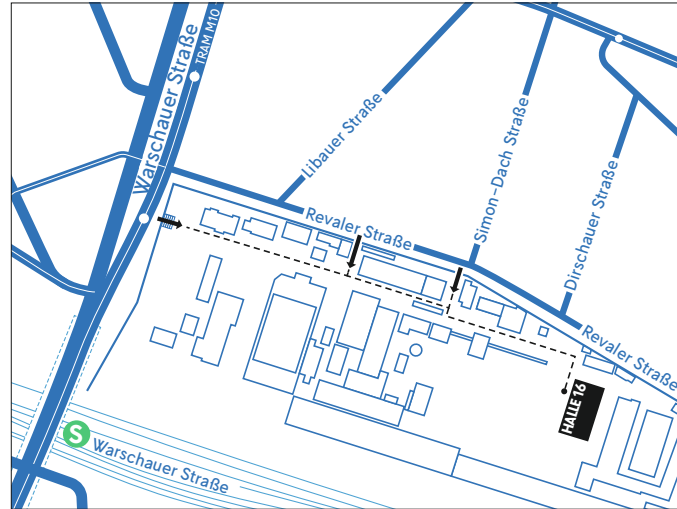 TRAM M10
Warschauer Straße
Libauer Straße
Simon-Dach Straße
Dirschauer Straße
Revaler Straße
Revaler Straße
HALLE 16
S
Warschauer Straße